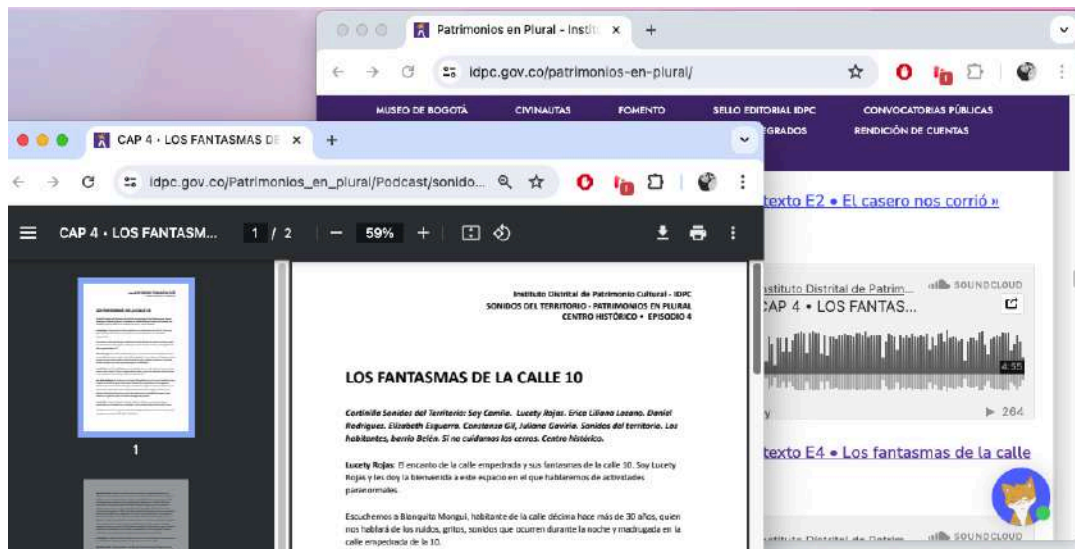 Patrimonios en Plural - Instit
idpc.gov.co/patrimonios-en-plural/
MUSEO DE BOGOTÁ CIVINAUTAS FOMENTO SELLO EDITORIAL IDPC CONVOCATORIAS PÚBLICAS
GRADOS RENDICIÓN DE CUENTAS
CAP 4 • LOS FANTASMAS DE
idpc.gov.co/Patrimonios_en_plural/Podcast/sonido...
CAP 4 • LOS FANTASM... 1 / 2 59%
1
Instituto Distrital de Patrimonio Cultural - IDPC
SONIDOS DEL TERRITORIO - PATRIMONIOS EN PLURAL
CENTRO HISTÓRICO • EPISODIO 4
LOS FANTASMAS DE LA CALLE 10
Cortinilla Sonidos del Territorio: Soy Camilo. Lucety Rojas. Erica Liliana Lozano. Daniel
Rodríguez. Elizabeth Esguerra. Constanza Gil, Juliana Gaviria. Sonidos del territorio. Los
habitantes, barrio Belén. Si no cuidamos los cerros. Centro histórico.
Lucety Rojas: El encanto de la calle empedrada y sus fantasmas de la calle 10. Soy Lucety
Rojas y les doy la bienvenida a este espacio en el que hablaremos de actividades
paranormales.
Escuchemos a Blanquita Monguí, habitante de la calle décima hace más de 30 años, quien
nos hablará de los ruidos, gritos, sonidos que ocurren durante la noche y madrugada en la
calle empedrada de la 10.
texto E2 • El casero nos corrió »
stituto Distrital de Patrim... SOUNDCLOUD
CAP 4 • LOS FANTAS...
4:55
264
texto E4 • Los fantasmas de la calle
stituto Distrital de Patrim... SOUNDCLOUD